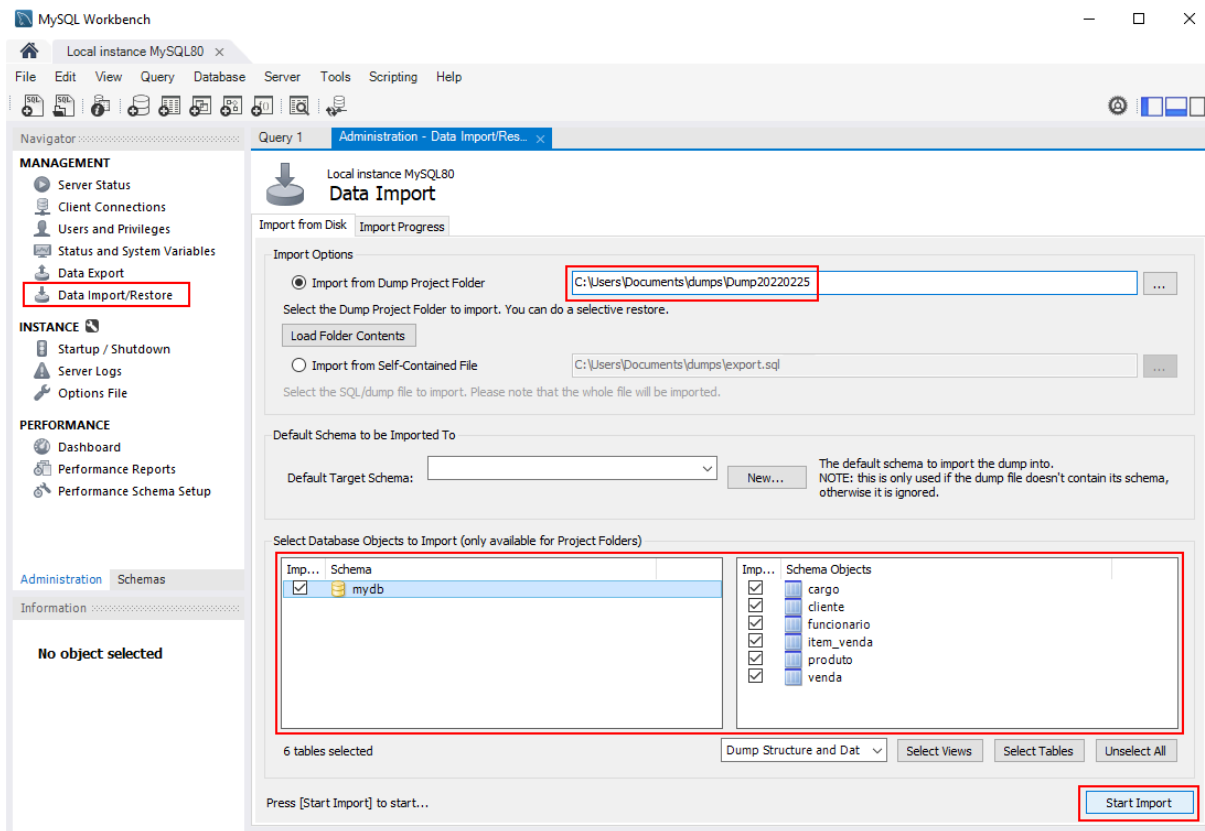 MySQL Workbench
Local instance MySQL80
File Edit View Query Database Server Tools Scripting Help
Navigator
MANAGEMENT
Server Status
Client Connections
Users and Privileges
Status and System Variables
Data Export
Data Import/Restore
INSTANCE
Startup / Shutdown
Server Logs
Options File
PERFORMANCE
Dashboard
Performance Reports
Performance Schema Setup
Administration Schemas
Information
No object selected
Query 1 Administration - Data Import/Res...
Local instance MySQL80
Data Import
Import from Disk Import Progress
Import Options
Import from Dump Project Folder C:\Users\Documents\dumps\Dump20220225 ...
Select the Dump Project Folder to import. You can do a selective restore.
Load Folder Contents
Import from Self-Contained File C:\Users\Documents\dumps\export.sql ...
Select the SQL/dump file to import. Please note that the whole file will be imported.
Default Schema to be Imported To
Default Target Schema: New...
The default schema to import the dump into.
NOTE: this is only used if the dump file doesn't contain its schema,
otherwise it is ignored.
Select Database Objects to Import (only available for Project Folders)
Imp... Schema
mydb
Imp... Schema Objects
cargo
cliente
funcionario
item_venda
produto
venda
6 tables selected Dump Structure and Dat Select Views Select Tables Unselect All
Press [Start Import] to start... Start Import